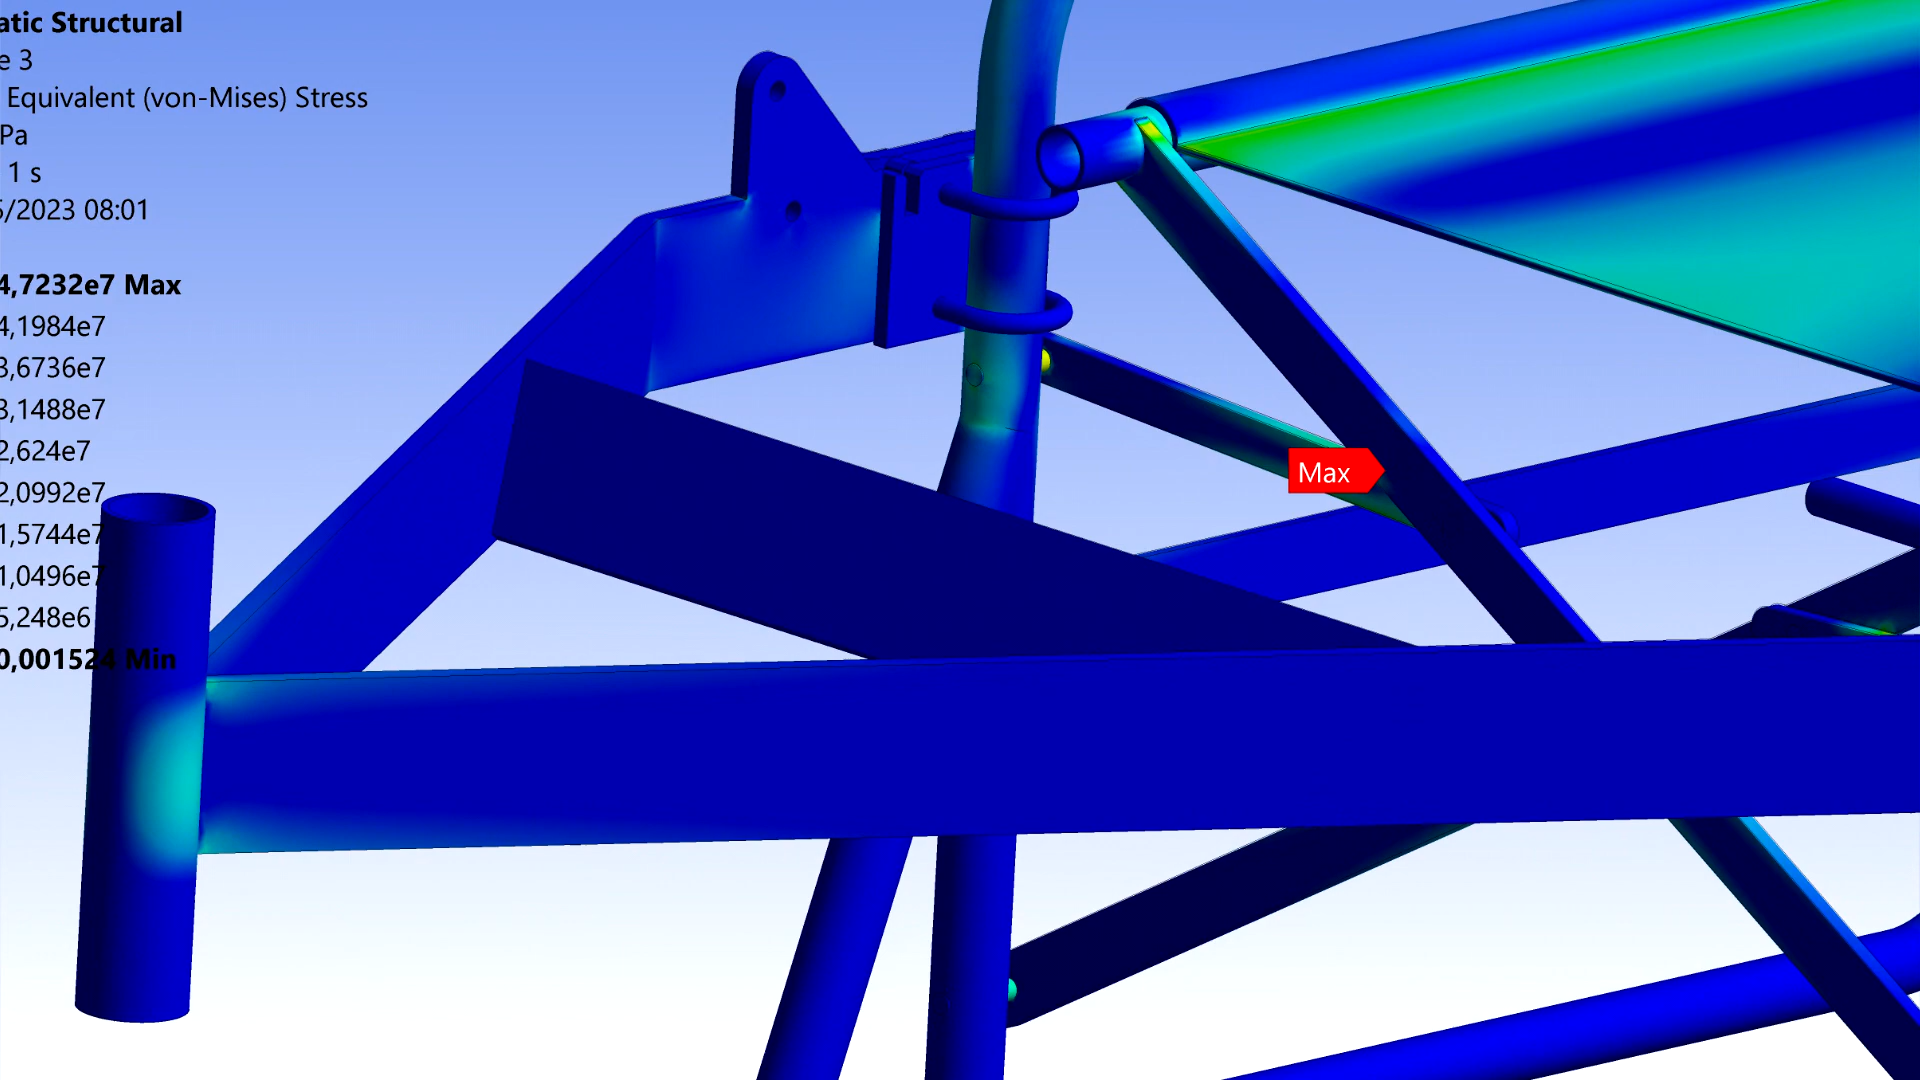 atic Structural
e 3
Equivalent (von-Mises) Stress
Pa
1 s
5/2023 08:01
4,7232e7 Max
4,1984e7
3,6736e7
3,1488e7
2,624e7
2,0992e7
1,5744e7
1,0496e7
5,248e6
0,001524 Min
Max